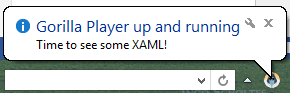 Gorilla Player up and running
Time to see some XAML!